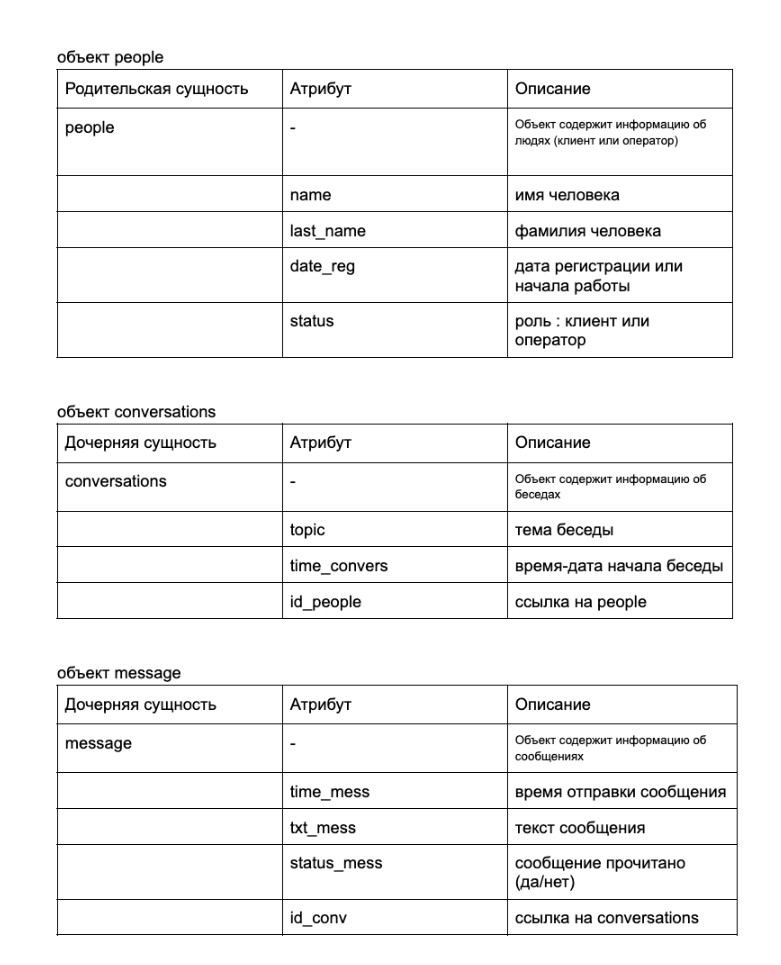 объект people
Родительская сущность Атрибут Описание
people - Объект содержит информацию об
людях (клиент или оператор)
name имя человека
last_name фамилия человека
date_reg дата регистрации или
начала работы
status роль : клиент или
оператор
объект conversations
Дочерняя сущность Атрибут Описание
conversations - Объект содержит информацию об
беседах
topic тема беседы
time_convers время-дата начала беседы
id_people ссылка на people
объект message
Дочерняя сущность Атрибут Описание
message - Объект содержит информацию об
сообщениях
time_mess время отправки сообщения
txt_mess текст сообщения
status_mess сообщение прочитано
(да/нет)
id_conv ссылка на conversations